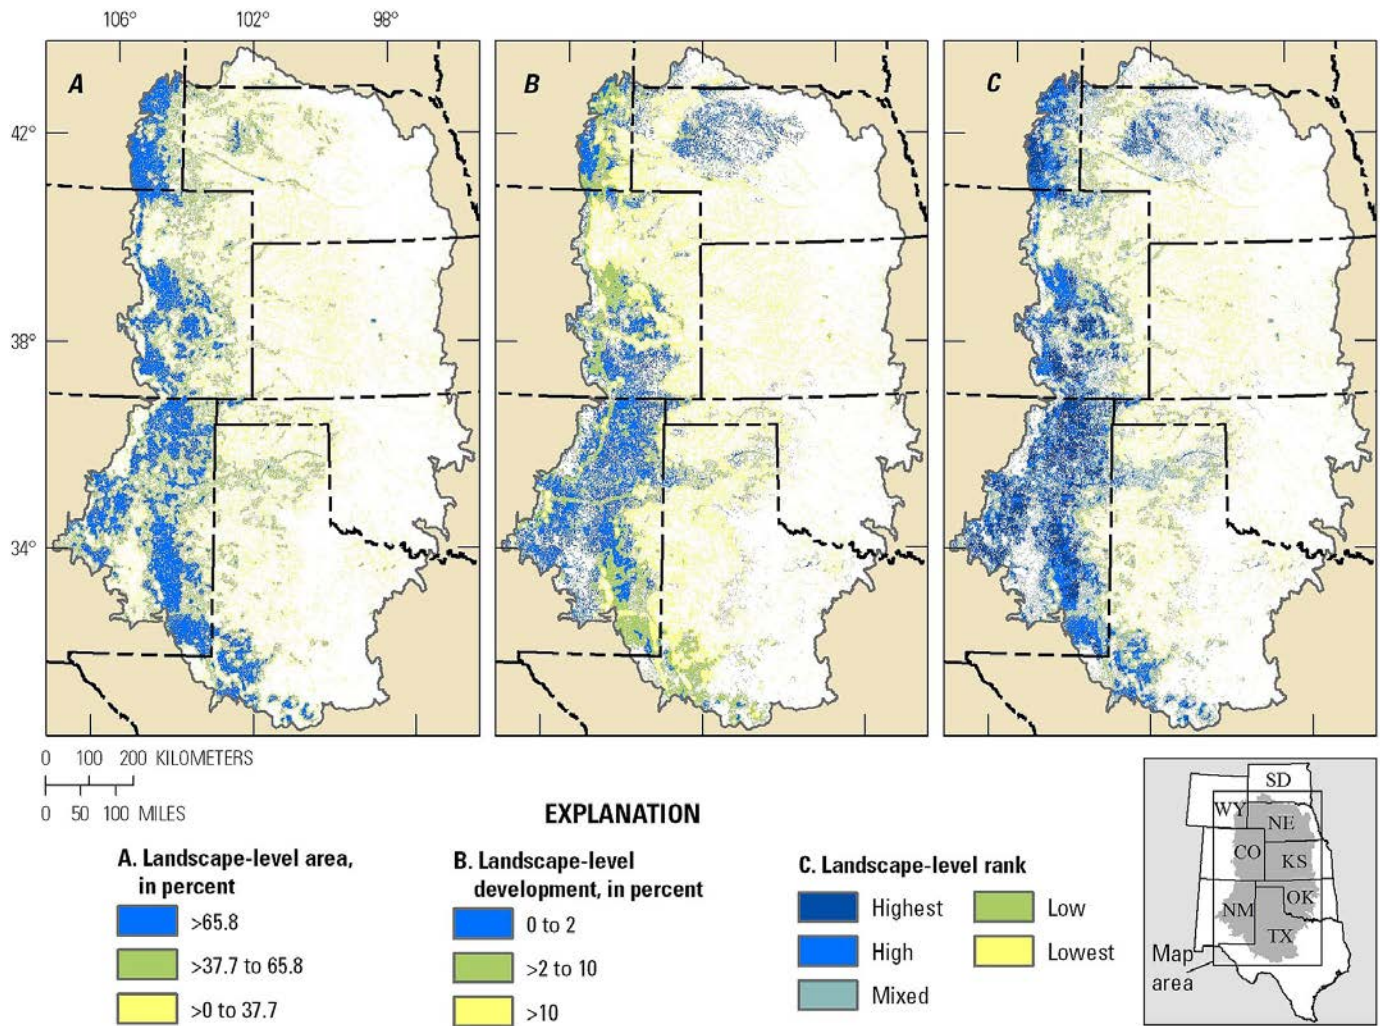 106° 102° 98°
A B C
42°
38°
34°
0 100 200 KILOMETERS
0 50 100 MILES
EXPLANATION
A. Landscape-level area,
in percent
>65.8
>37.7 to 65.8
>0 to 37.7
B. Landscape-level
development, in percent
0 to 2
>2 to 10
>10
C. Landscape-level rank
Highest
High
Mixed
Low
Lowest
SD
WY
NE
CO
KS
OK
NM
TX
Map
area